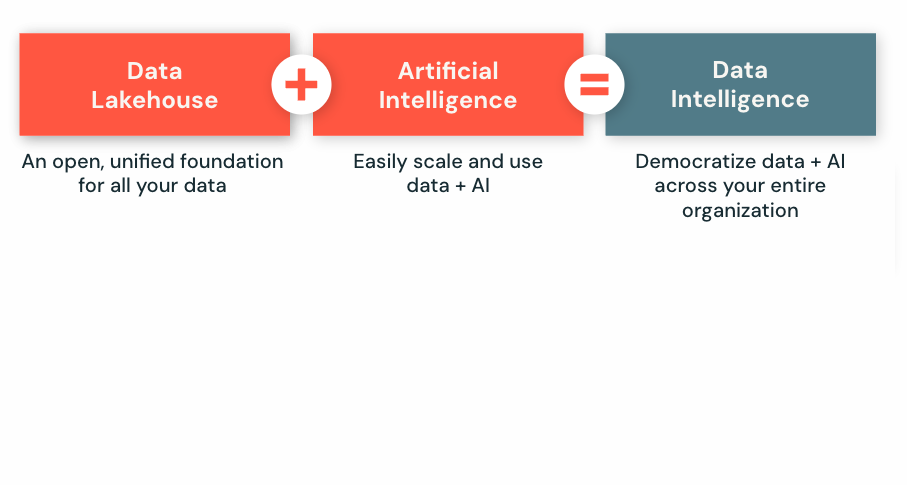 Data
Lakehouse
+
Artificial
Intelligence
=
Data
Intelligence
An open, unified foundation
for all your data
Easily scale and use
data + AI
Democratize data + AI
across your entire
organization